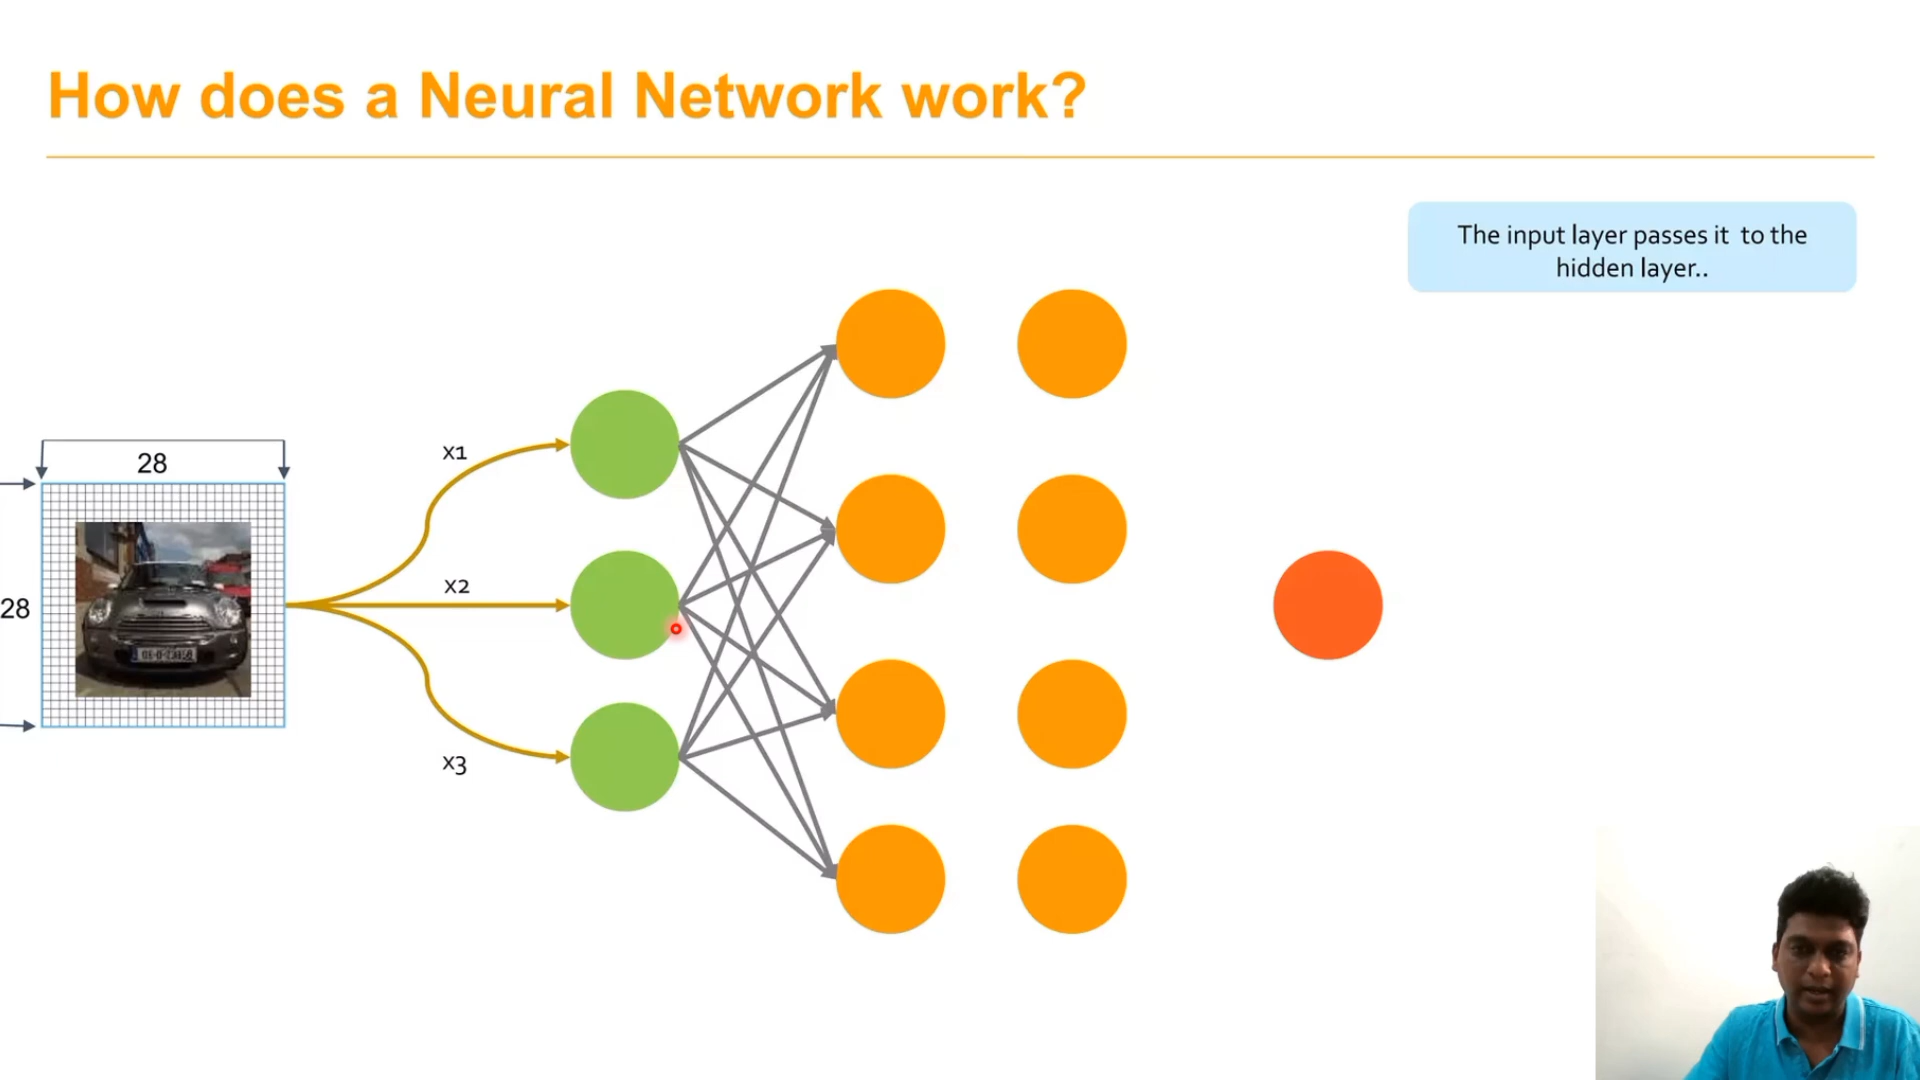 How does a Neural Network work?
The input layer passes it to the
hidden layer..
28
x1
x2
28
x3